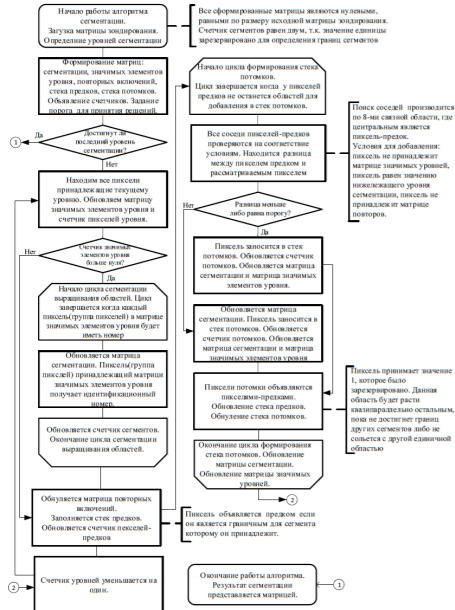 Начало работы алгоритма
сегментации.
Загузка матрицы зондирования.
Определние уровней сегментации
Все сформированные матрицы являются нулевыми,
равными по размеру исходной матрицы зондирования.
Счетчик сегментов равен двум, т.к. значение единицы
зарезервировано для определения границ сегментов
Формирование матриц:
сегментации, значимых элементов
уровня, повторных включений,
стека предков, стека потомков.
Объявление счетчиков. Задание
порога для принятия решений.
1
Да
Достигнут ли
последний уровень
сегментации?
Нет
Находим все пиксели
принадлежащие текущему
уровню. Обновляем матрицу
значимых элементов уровня и
счетчик пикселей уровня.
Нет
Счетчик значимых
элементов уровня
больше нуля?
Да
Начало цикла сегментации
выращивания областей. Цикл
завершается когда каждый
пиксель(группа пикселей) в матрице
значимых элементов уровня будет
иметь номер
Обновляется матрица
сегментации. Пиксель(группа
пикслей) принадлежащий матрици
значимых элементов уровня
получает идентификационный
номер.
Обновляется счетчик сегментов.
Окончание цикла сегментации
выращивания областей.
Обнуляется матрица повторных
включений.
Заполняется стек предков.
Обновляется счетчик пекселей-
предков
Пиксель объявляется предком если
он является граничным для сегмента
которому он принадлежит.
2
Счетчик уровней уменьшается на
один.
Начало цикла формирования стека
потомков.
Цикл завершается когда у пикселей
предков не останется областей для
добавления в стек потомков.
Все соседи пикселей-предков
проверяются на соответствие
условиям. Находится разница
между пикселем предком и
рассматриваемым пикселем
Поиск соседей производится
по 8-ми связной области, где
центральным является
пиксель-предок.
Условия для добавления:
пиксель не принадлежит
матрице значимых уровней,
пиксель равен значению
нижележащего уровня
сегментации, пиксель не
принадлежит матрице
повторов.
Нет
Разница меньше
либо равна порогу?
Да
Пиксель заносится в стек
потомков. Обновляется счетчик
потомков. Обновляется матрица
сегментации и матрица значимых
элементов уровня.
Обновляется матрица
сегментации. Пиксель заносится в
стек потомков. Обновляется
счетчик потомков. Обновляется
матрица сегментации и матрица
значимых элементов уровня
Пиксели потомки объявляются
пикселями-предками.
Обновление стека предков.
Обнуление стека потомков.
Пиксель принимает значение
1, которое было
зарезервировано. Данная
область будет расти
квазипараллельно остальным,
пока не достигнет границ
других сегментов либо не
сольется с другой единичной
областью
Окончание цикла формирования
стека потомков. Обновление
матрицы сегментации.
Обновление матрицы значимых
уровней.
2
Окончание работы алгоритма.
Результат сегментации
представляется матрицей.
1